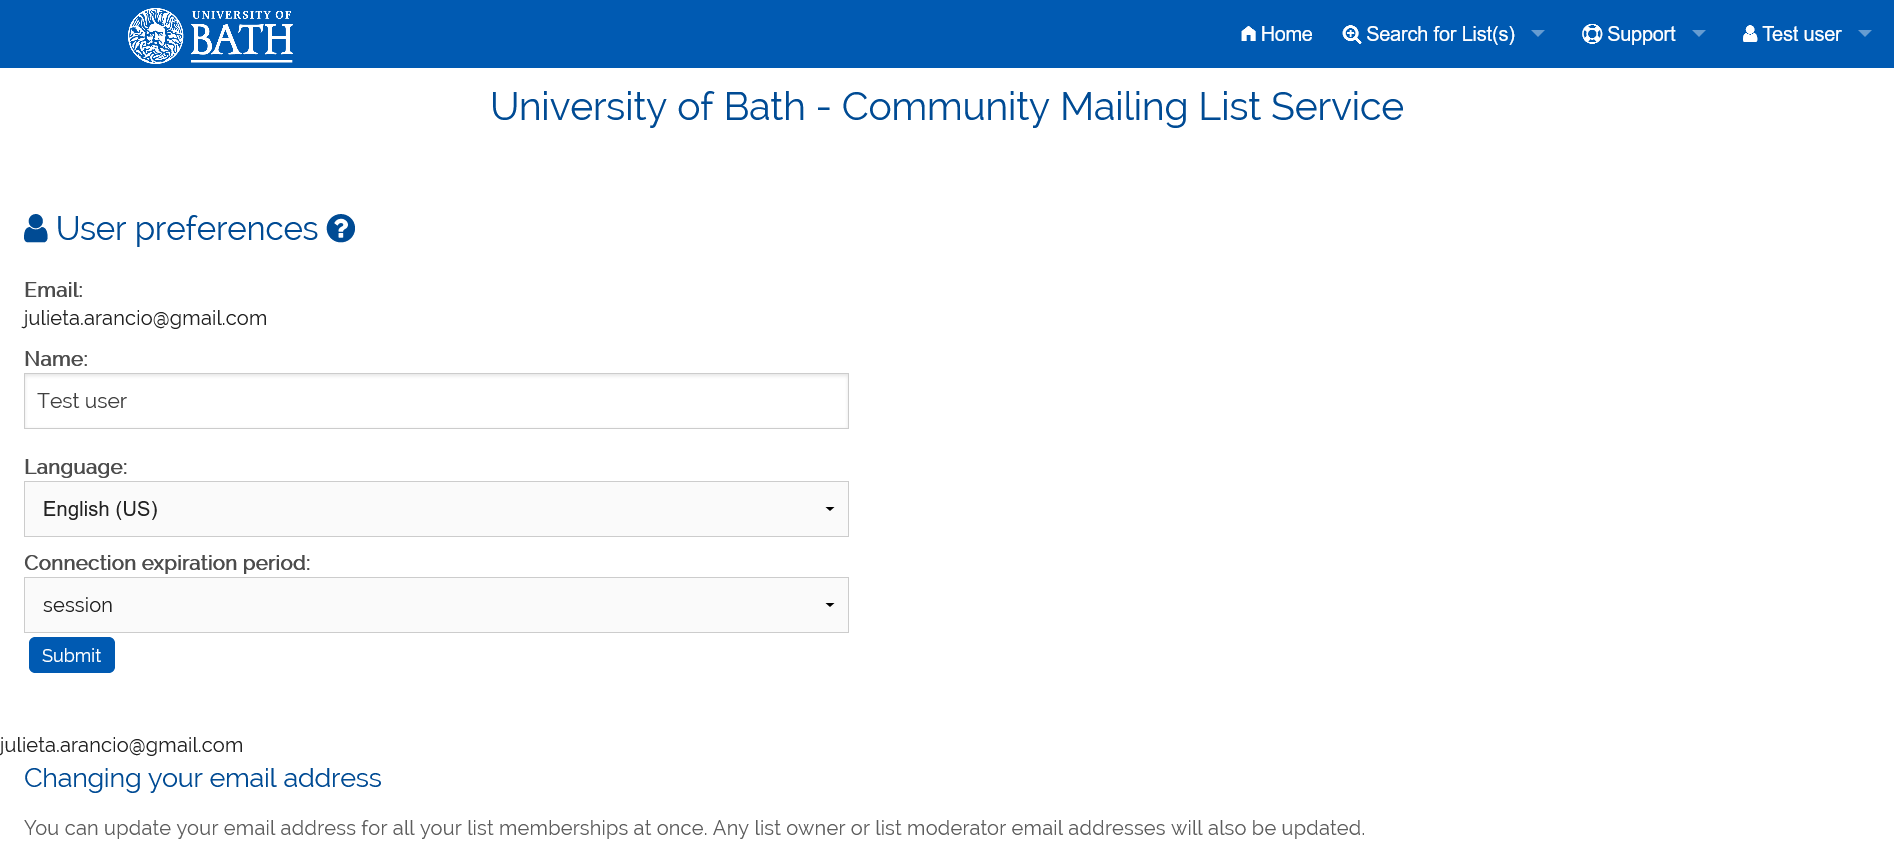 UNIVERSITY OF
BATH
Home Search for List(s) Support Test user
University of Bath - Community Mailing List Service
User preferences
Email:
julieta.arancio@gmail.com
Name:
Test user
Language:
English (US)
Connection expiration period:
session
Submit
julieta.arancio@gmail.com
Changing your email address
You can update your email address for all your list memberships at once. Any list owner or list moderator email addresses will also be updated.